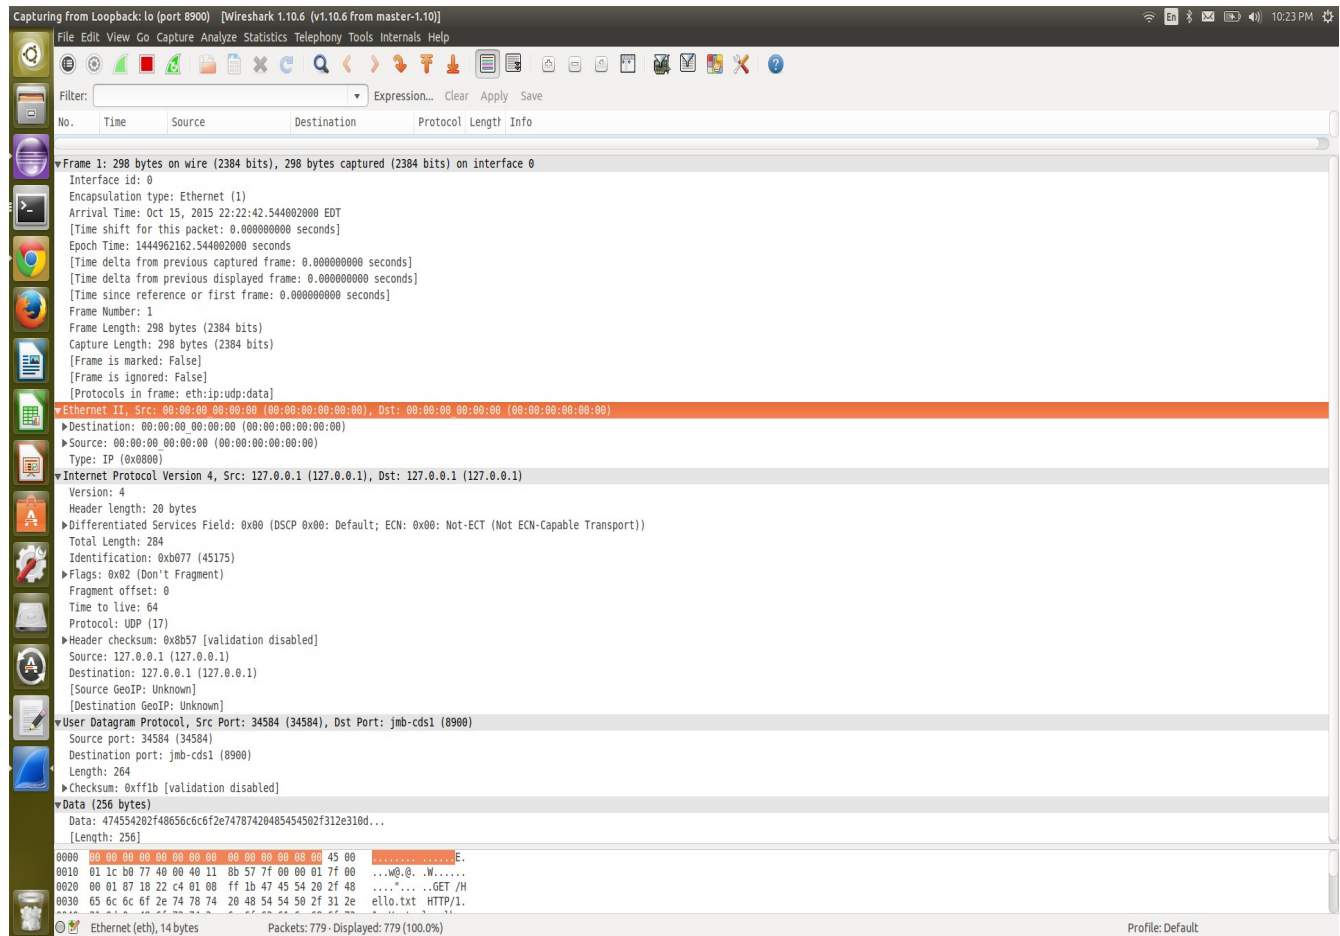 Capturing from Loopback: lo (port 8900) [Wireshark 1.10.6 (v1.10.6 from master-1.10)] En 10:23 PM
File Edit View Go Capture Analyze Statistics Telephony Tools Internals Help
Filter: Expression... Clear Apply Save
No. Time Source Destination Protocol Length Info
Frame 1: 298 bytes on wire (2384 bits), 298 bytes captured (2384 bits) on interface 0
Interface id: 0
Encapsulation type: Ethernet (1)
Arrival Time: Oct 15, 2015 22:22:42.544002000 EDT
[Time shift for this packet: 0.000000000 seconds]
Epoch Time: 1444962162.544002000 seconds
[Time delta from previous captured frame: 0.000000000 seconds]
[Time delta from previous displayed frame: 0.000000000 seconds]
[Time since reference or first frame: 0.000000000 seconds]
Frame Number: 1
Frame Length: 298 bytes (2384 bits)
Capture Length: 298 bytes (2384 bits)
[Frame is marked: False]
[Frame is ignored: False]
[Protocols in frame: eth:ip:udp:data]
Ethernet II, Src: 00:00:00_00:00:00 (00:00:00:00:00:00), Dst: 00:00:00_00:00:00 (00:00:00:00:00:00)
Destination: 00:00:00_00:00:00 (00:00:00:00:00:00)
Source: 00:00:00_00:00:00 (00:00:00:00:00:00)
Type: IP (0x0800)
Internet Protocol Version 4, Src: 127.0.0.1 (127.0.0.1), Dst: 127.0.0.1 (127.0.0.1)
Version: 4
Header length: 20 bytes
Differentiated Services Field: 0x00 (DSCP 0x00: Default; ECN: 0x00: Not-ECT (Not ECN-Capable Transport))
Total Length: 284
Identification: 0xb077 (45175)
Flags: 0x02 (Don't Fragment)
Fragment offset: 0
Time to live: 64
Protocol: UDP (17)
Header checksum: 0x8b57 [validation disabled]
Source: 127.0.0.1 (127.0.0.1)
Destination: 127.0.0.1 (127.0.0.1)
[Source GeoIP: Unknown]
[Destination GeoIP: Unknown]
User Datagram Protocol, Src Port: 34584 (34584), Dst Port: jmb-cds1 (8900)
Source port: 34584 (34584)
Destination port: jmb-cds1 (8900)
Length: 264
Checksum: 0xff1b [validation disabled]
Data (256 bytes)
Data: 474554202f48656c6c6f2e74787420485454502f312e310d...
[Length: 256]
0000 00 00 00 00 00 00 00 00 00 00 00 00 08 00 45 00 ........ ......E.
0010 01 1c b0 77 40 00 40 11 8b 57 7f 00 00 01 7f 00 ...w@.@. .W......
0020 00 01 87 18 22 c4 01 08 ff 1b 47 45 54 20 2f 48 ...."... ..GET /H
0030 65 6c 6c 6f 2e 74 78 74 20 48 54 54 50 2f 31 2e ello.txt HTTP/1.
Ethernet (eth), 14 bytes Packets: 779 · Displayed: 779 (100.0%) Profile: Default